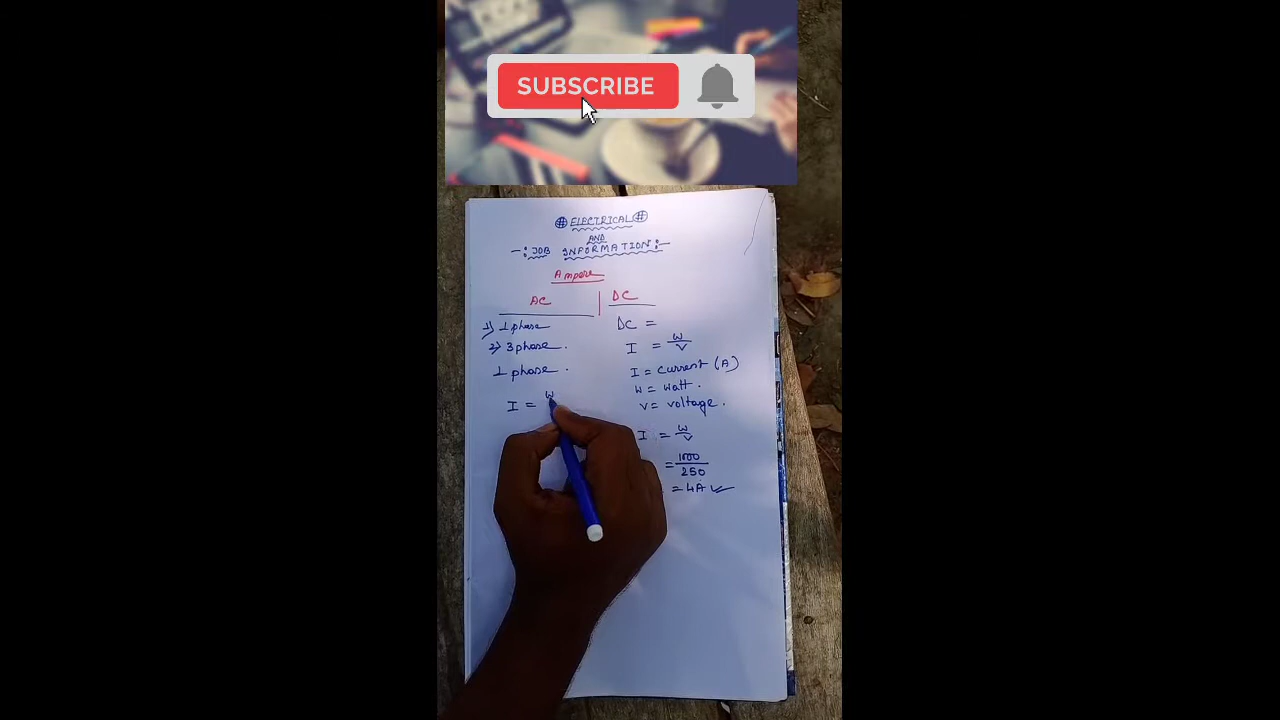 SUBSCRIBE
# ELECTRICAL #
AND
-: JOB INFORMATION :-
Ampere
AC
DC
1) 1 phase
2) 3 phase.
1 phase.
I = W
DC =
I = W/V
I = current (A)
W = watt.
V = voltage.
I = W/V
= 1000/250
= 4A ✓